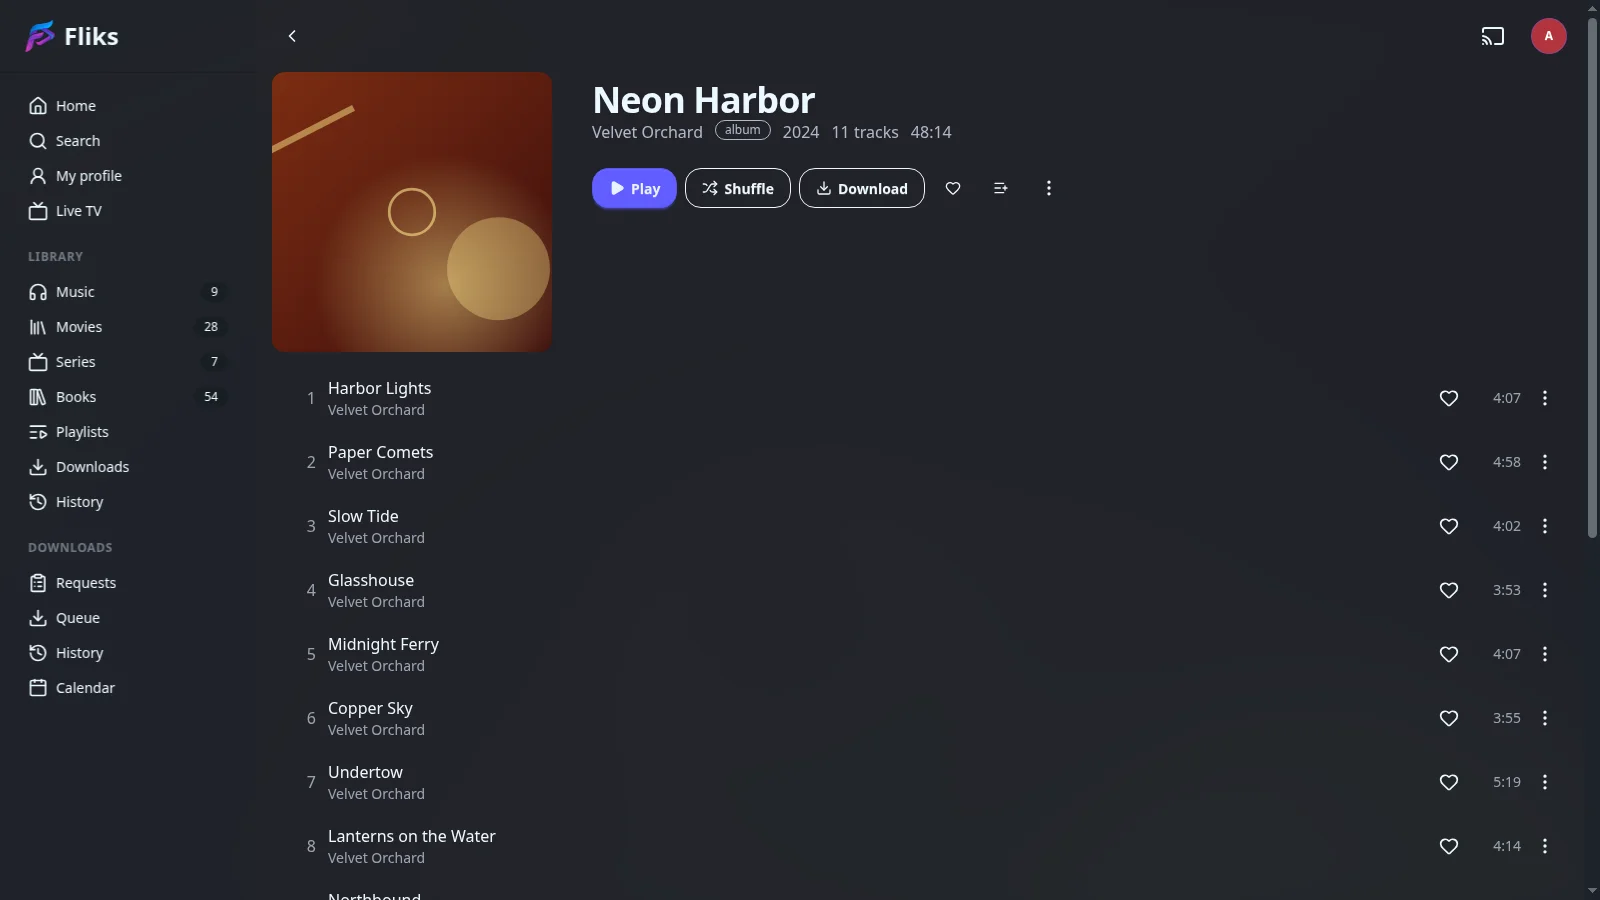 Fliks
A
Home
Search
My profile
Live TV
LIBRARY
Music 9
Movies 28
Series 7
Books 54
Playlists
Downloads
History
DOWNLOADS
Requests
Queue
History
Calendar
Neon Harbor
Velvet Orchard album 2024 11 tracks 48:14
Play Shuffle Download
1 Harbor Lights 4:07
Velvet Orchard
2 Paper Comets 4:58
Velvet Orchard
3 Slow Tide 4:02
Velvet Orchard
4 Glasshouse 3:53
Velvet Orchard
5 Midnight Ferry 4:07
Velvet Orchard
6 Copper Sky 3:55
Velvet Orchard
7 Undertow 5:19
Velvet Orchard
8 Lanterns on the Water 4:14
Velvet Orchard
Northbound